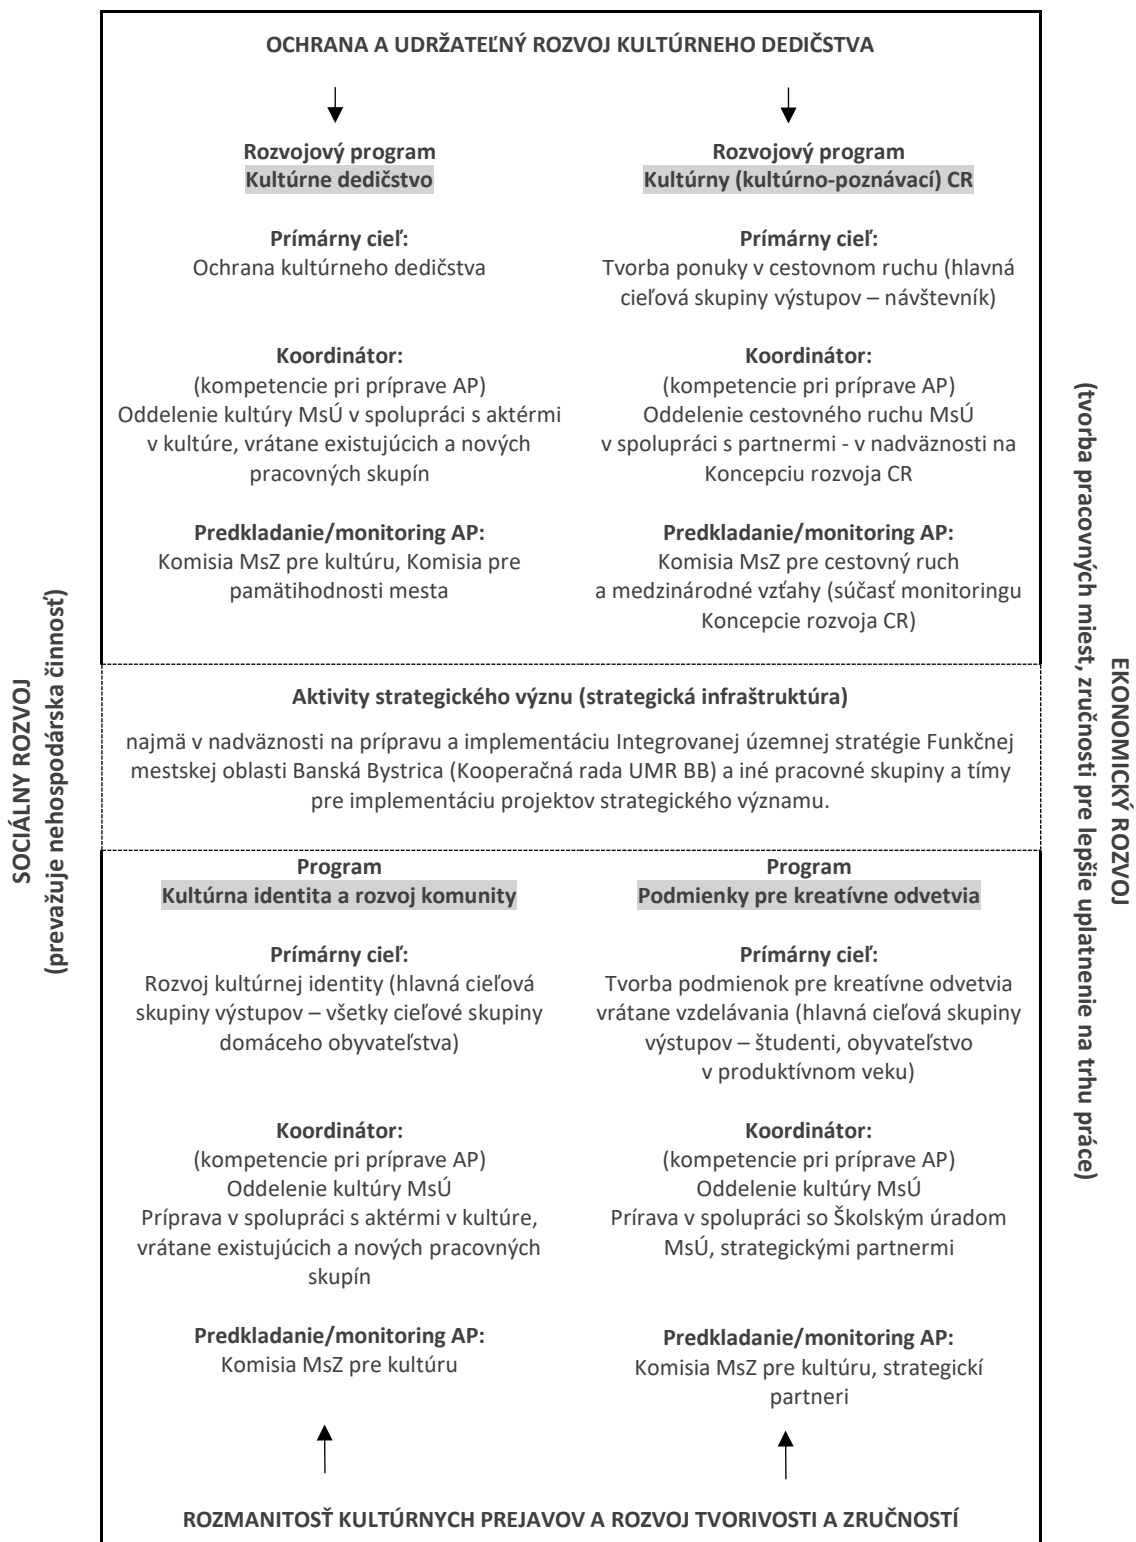 OCHRANA A UDRŽATEĽNÝ ROZVOJ KULTÚRNEHO DEDIČSTVA
Rozvojový program
Kultúrne dedičstvo
Prímárny cieľ:
Ochrana kultúrneho dedičstva
Koordinátor:
(kompetencie pri príprave AP)
Oddelenie kultúry MsÚ v spolupráci s aktérmi
v kultúre, vrátane existujúcich a nových
pracovných skupín
Predkladanie/monitoring AP:
Komisia MsZ pre kultúru, Komisia pre
pamätihodnosti mesta
Rozvojový program
Kultúrny (kultúrno-poznávací) CR
Prímárny cieľ:
Tvorba ponuky v cestovnom ruchu (hlavná
cieľová skupiny výstupov – návštevník)
Koordinátor:
(kompetencie pri príprave AP)
Oddelenie cestovného ruchu MsÚ
v spolupráci s partnermi - v nadväznosti na
Koncepciu rozvoja CR
Predkladanie/monitoring AP:
Komisia MsZ pre cestovný ruch
a medzinárodné vzťahy (súčasť monitoringu
Koncepcie rozvoja CR)
Aktivity strategického význu (strategická infraštruktúra)
najmä v nadväznosti na prípravu a implementáciu Integrovanej územnej stratégie Funkčnej
mestskej oblasti Banská Bystrica (Kooperačná rada UMR BB) a iné pracovné skupiny a tímy
pre implementáciu projektov strategického významu.
Program
Kultúrna identita a rozvoj komunity
Prímárny cieľ:
Rozvoj kultúrnej identity (hlavná cieľová
skupiny výstupov – všetky cieľové skupiny
domáceho obyvateľstva)
Koordinátor:
(kompetencie pri príprave AP)
Oddelenie kultúry MsÚ
Príprava v spolupráci s aktérmi v kultúre,
vrátane existujúcich a nových pracovných
skupín
Predkladanie/monitoring AP:
Komisia MsZ pre kultúru
Program
Podmienky pre kreatívne odvetvia
Prímárny cieľ:
Tvorba podmienok pre kreatívne odvetvia
vrátane vzdelávania (hlavná cieľová skupiny
výstupov – študenti, obyvateľstvo
v produktívnom veku)
Koordinátor:
(kompetencie pri príprave AP)
Oddelenie kultúry MsÚ
Prírava v spolupráci so Školským úradom
MsÚ, strategickými partnermi
Predkladanie/monitoring AP:
Komisia MsZ pre kultúru, strategickí
partneri
ROZMANITOSŤ KULTÚRNYCH PREJAVOV A ROZVOJ TVORIVOSTI A ZRUČNOSTÍ
SOCIÁLNY ROZVOJ
(prevažuje nehospodárska činnosť)
EKONOMICKÝ ROZVOJ
(tvorba pracovných miest, zručnosti pre lepšie uplatnenie na trhu práce)